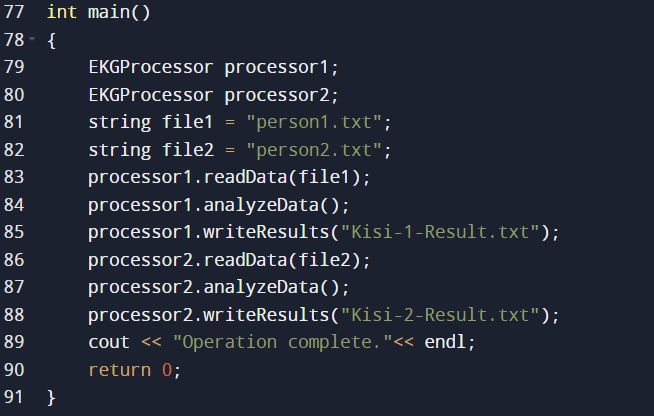 77 int main()
78 {
79 EKGProcessor processor1;
80 EKGProcessor processor2;
81 string file1 = "person1.txt";
82 string file2 = "person2.txt";
83 processor1.readData(file1);
84 processor1.analyzeData();
85 processor1.writeResults("Kisi-1-Result.txt");
86 processor2.readData(file2);
87 processor2.analyzeData();
88 processor2.writeResults("Kisi-2-Result.txt");
89 cout << "Operation complete."<< endl;
90 return 0;
91 }